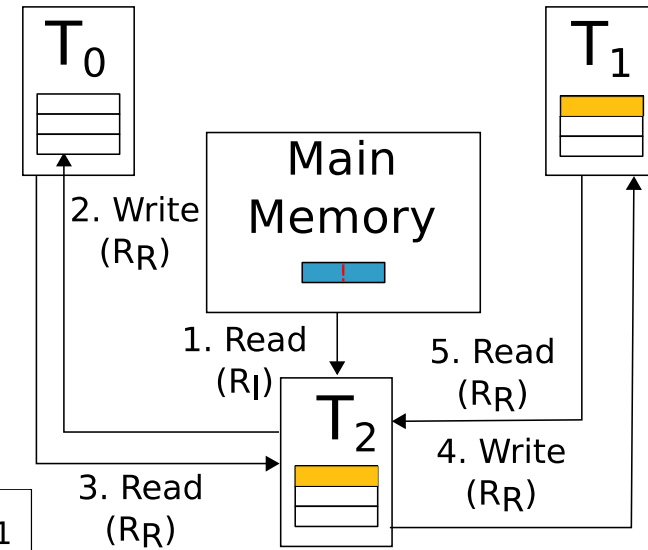 T0
T1
Main
Memory
!
2. Write
(RR)
1. Read
(RI)
5. Read
(RR)
T2
4. Write
(RR)
3. Read
(RR)
1